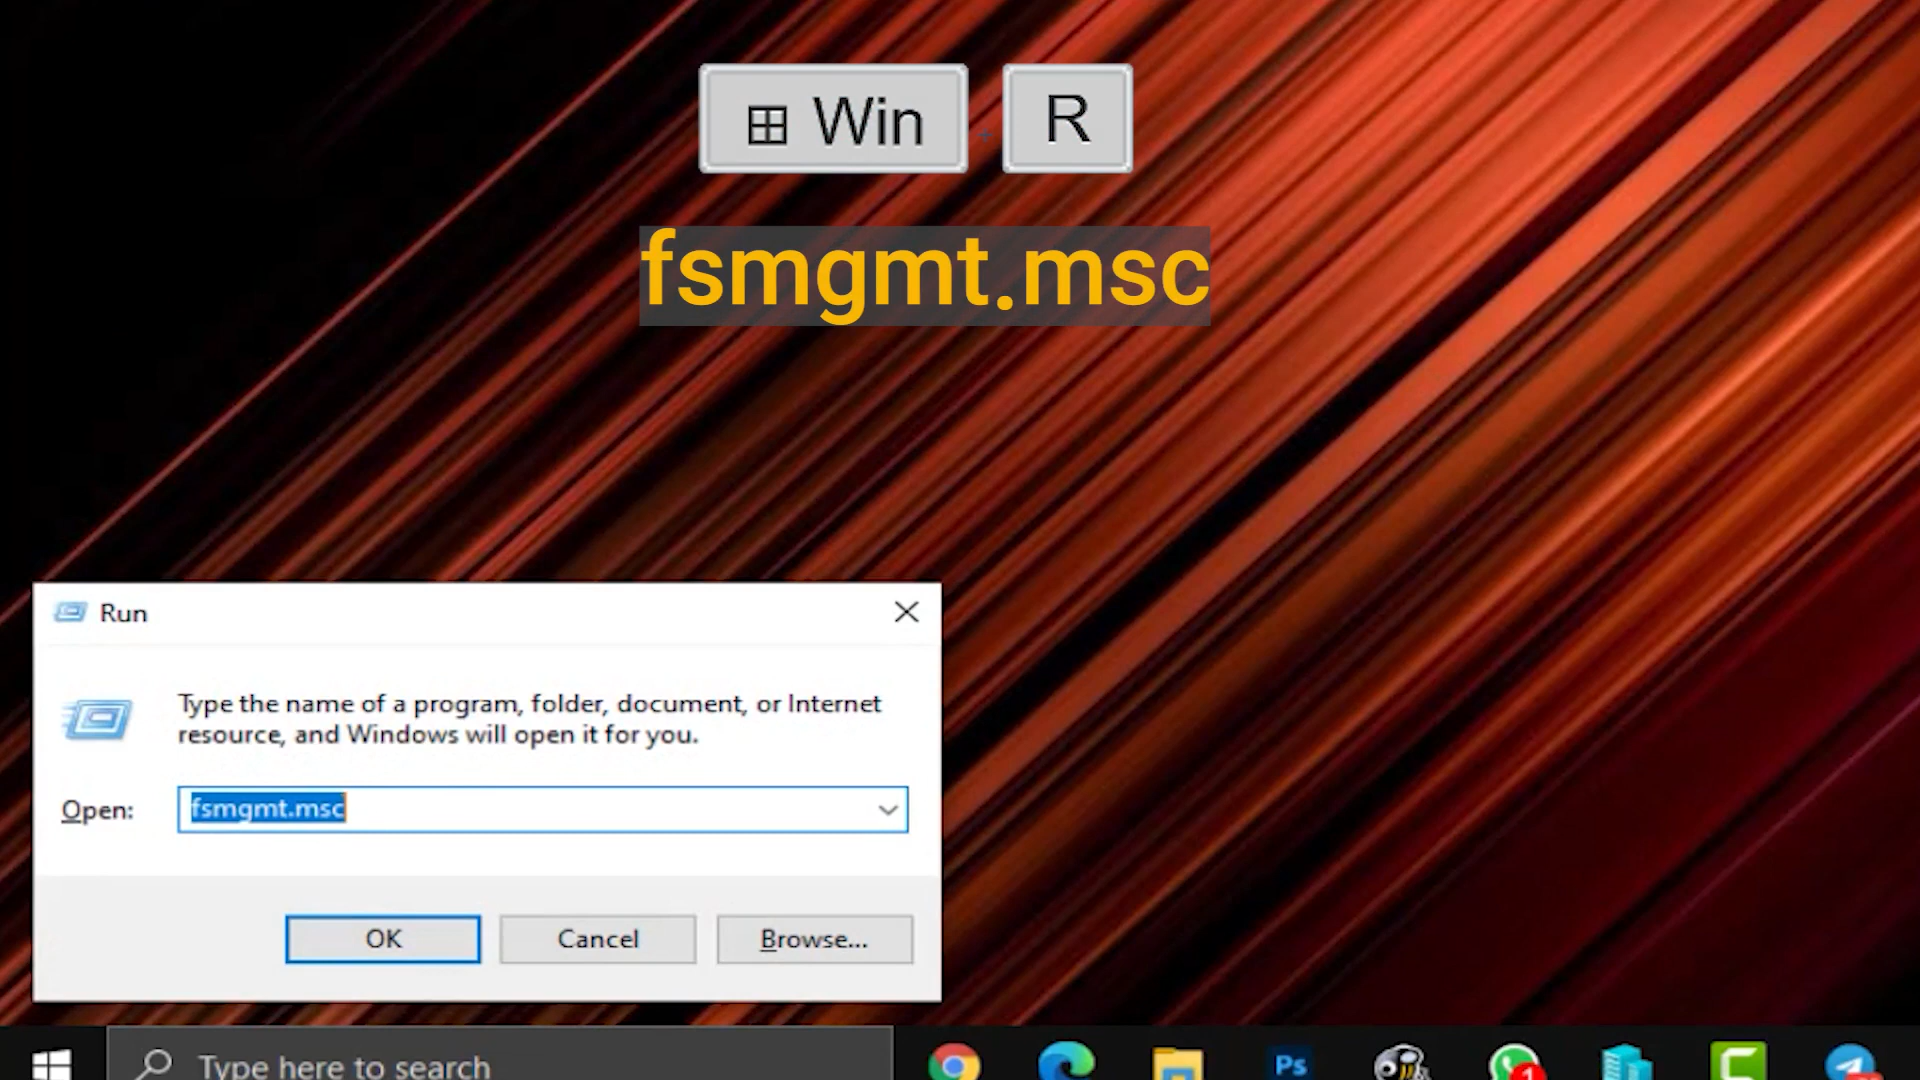 Win + R
fsmgmt.msc
Run
Type the name of a program, folder, document, or Internet
resource, and Windows will open it for you.
Open: fsmgmt.msc
OK Cancel Browse...
Type here to search
Ps
1